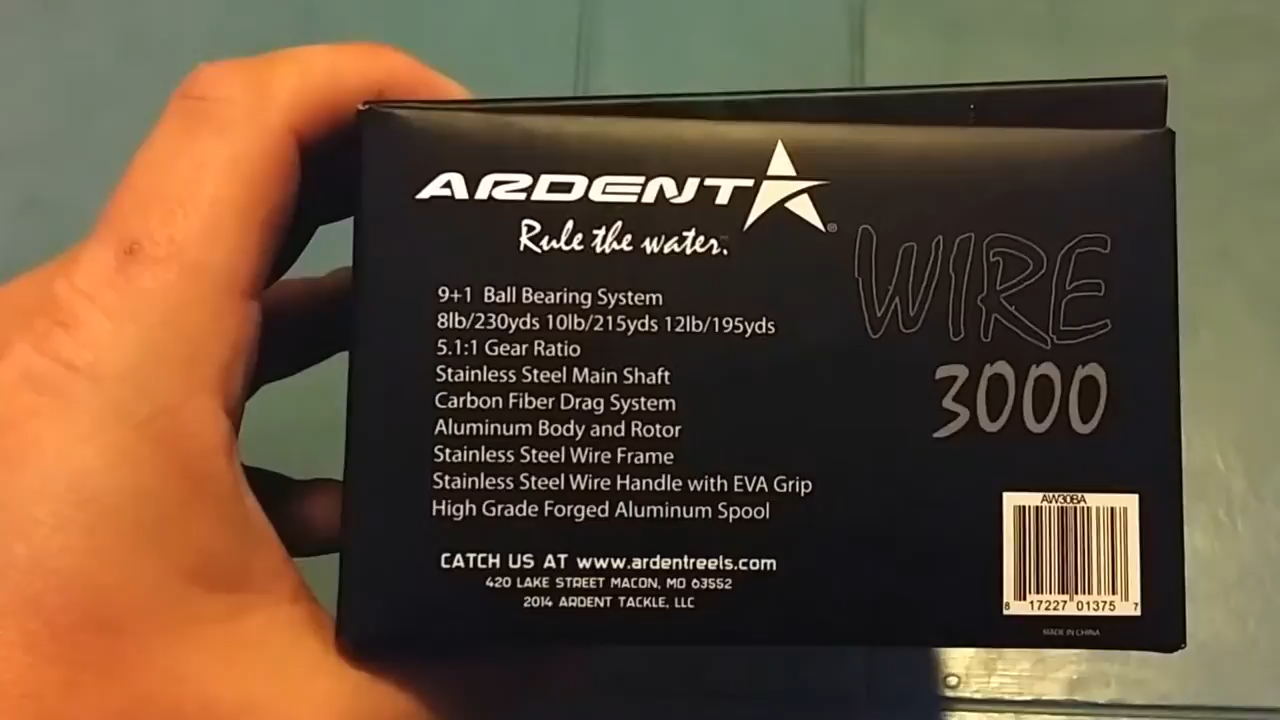 ARDENT
®
Rule the water.
WIRE
3000
9+1 Ball Bearing System
8lb/230yds 10lb/215yds 12lb/195yds
5.1:1 Gear Ratio
Stainless Steel Main Shaft
Carbon Fiber Drag System
Aluminum Body and Rotor
Stainless Steel Wire Frame
Stainless Steel Wire Handle with EVA Grip
High Grade Forged Aluminum Spool
CATCH US AT www.ardentreels.com
420 LAKE STREET MACON, MO 63552
2014 ARDENT TACKLE, LLC
AW30BA
8 17227 01375 7
MADE IN CHINA